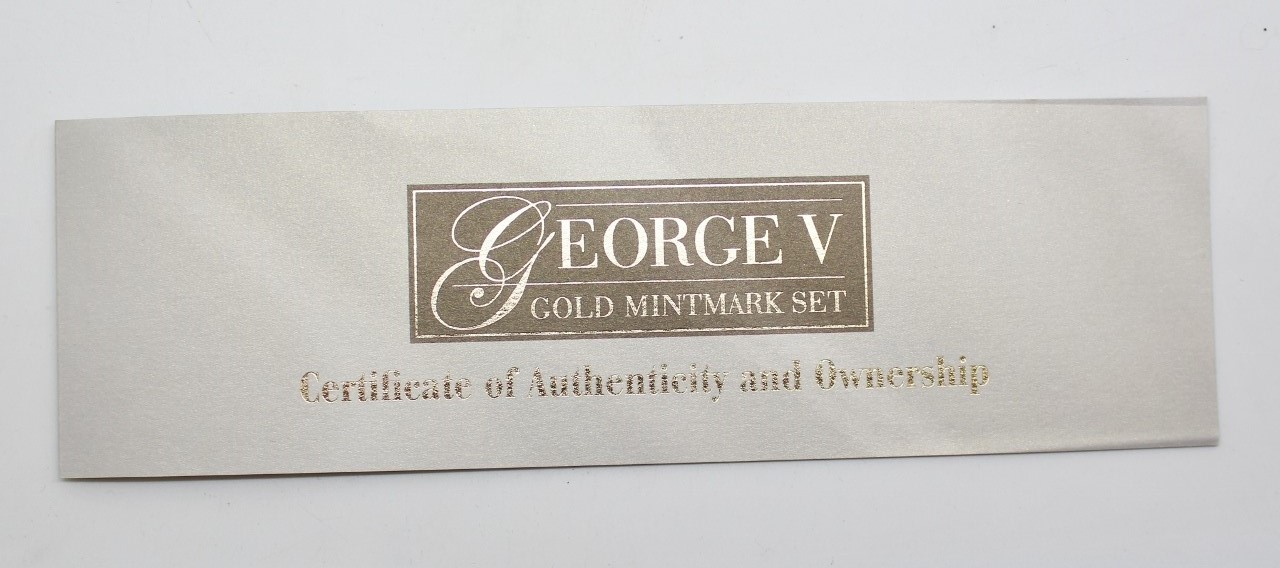 GEORGE V
GOLD MINTMARK SET
Certificate of Authenticity and Ownership